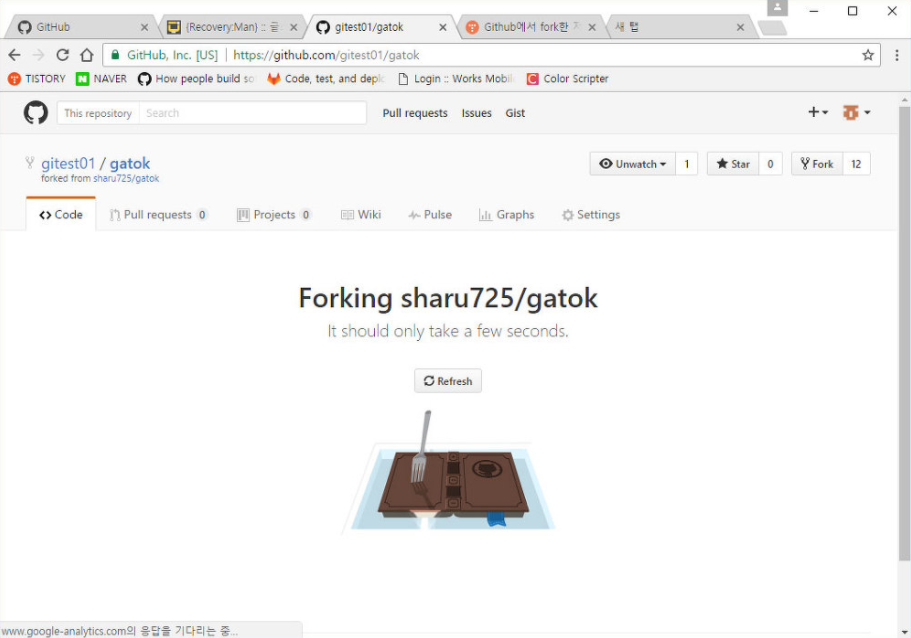 GitHub
{Recovery:Man} :: 글
gitest01/gatok
Github에서 fork한
새 탭
GitHub, Inc. [US] | https://github.com/gitest01/gatok
TISTORY NAVER How people build so Code, test, and deplo Login :: Works Mobil Color Scripter
This repository Search Pull requests Issues Gist
gitest01 / gatok
forked from sharu725/gatok
Unwatch 1 Star 0 Fork 12
Code Pull requests 0 Projects 0 Wiki Pulse Graphs Settings
Forking sharu725/gatok
It should only take a few seconds.
Refresh
www.google-analytics.com의 응답을 기다리는 중...